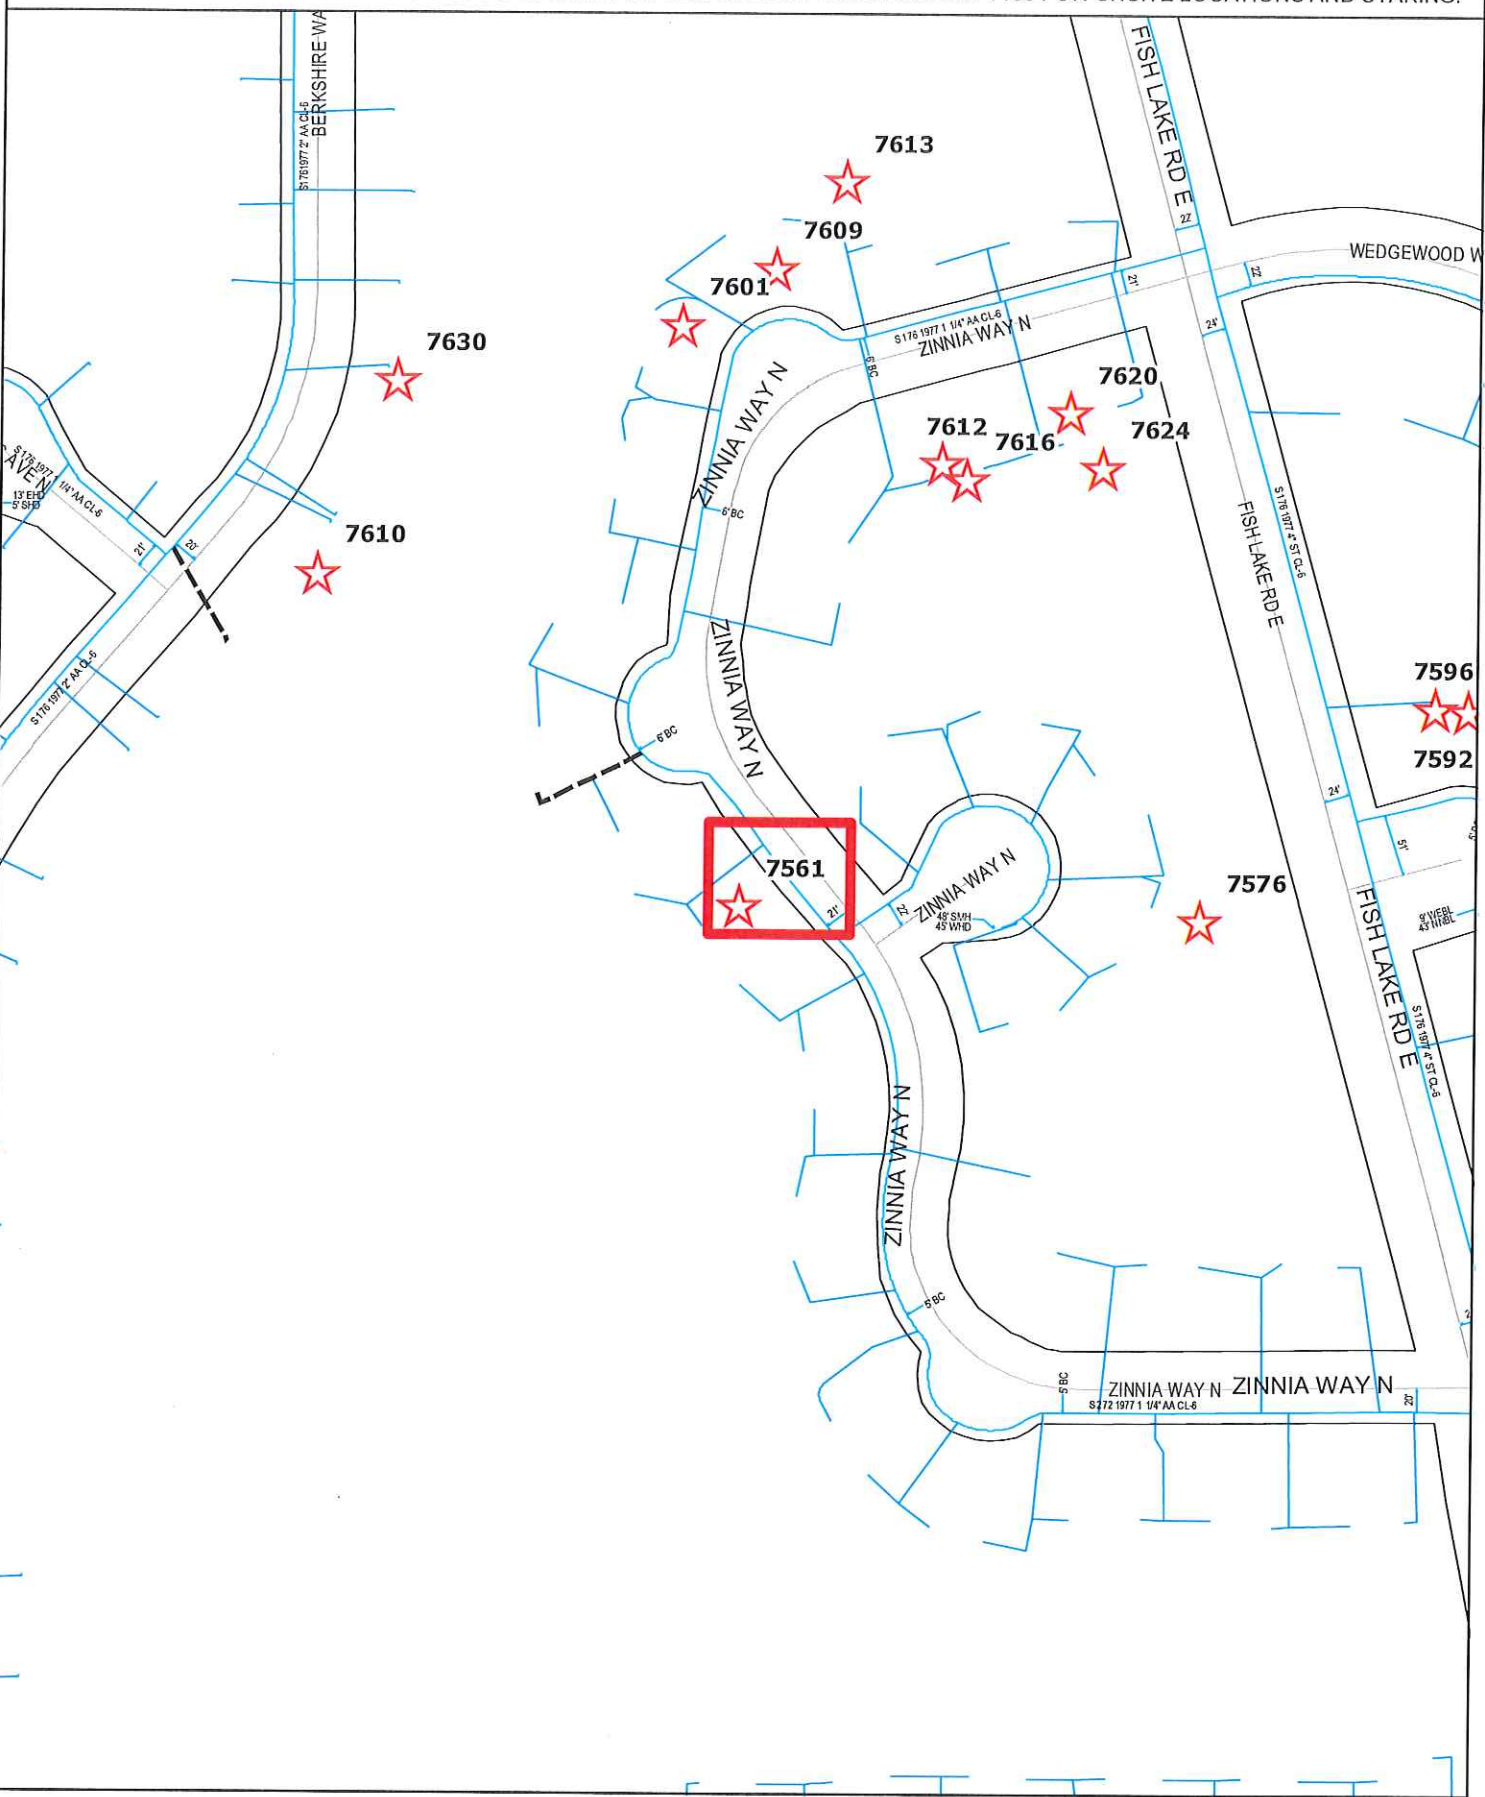 BERKSHIRE WA
S1761977 2" AA CL-6
FISH LAKE RD E
7613
7609
22'
WEDGEWOOD W
7601
21'
22'
S 176 1977 1 1/4" AA CL-6
ZINNIA WAY N
24'
7630
6' BC
ZINNIA WAY N
7620
7612
7616
7624
S 176 1977 1 1/4" AA CL-6
AVE N
13' EHD
5' SHD
6' BC
S 176 1977 4" ST CL-6
FISH LAKE RD E
7610
21'
20'
S 176 1977 2" AA CL-6
ZINNIA WAY N
7596
6' BC
7592
24'
51'
7561
ZINNIA WAY N
7576
21'
22'
48' SMH
45' WHD
FISH LAKE RD E
9' WEBL
43' NNBL
S 176 1977 4" ST CL-6
ZINNIA WAY N
5' BC
5' BC
ZINNIA WAY N
ZINNIA WAY N
20'
S 272 1977 1 1/4" AA CL-6